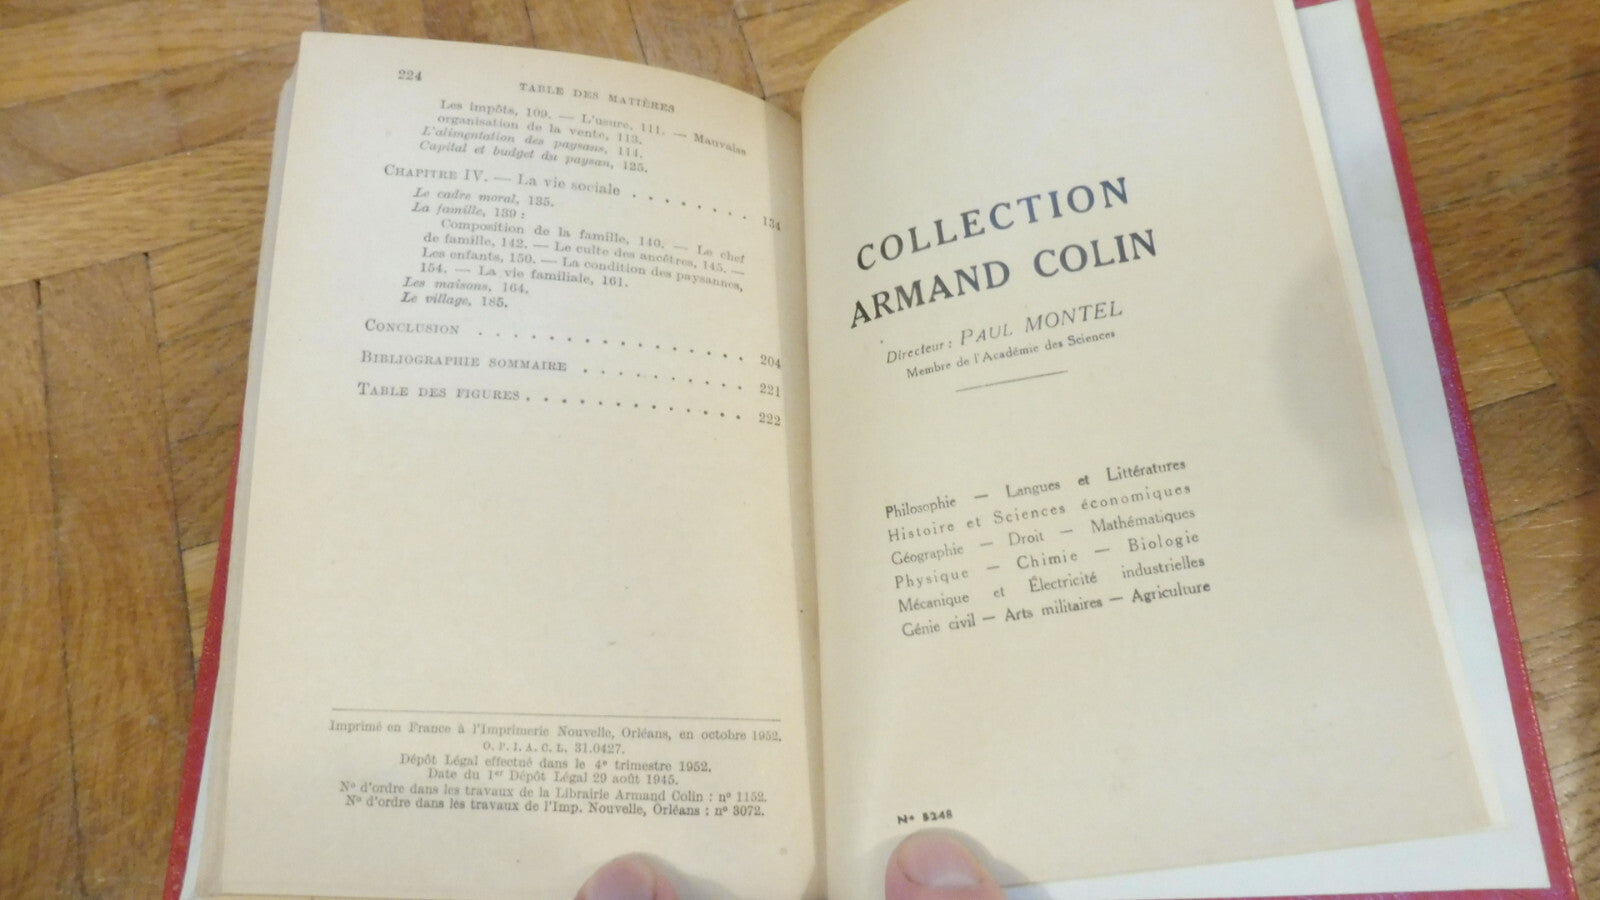 224
TABLE DES MATIÈRES
Les impôts, 109. — L'usure, 111. — Mauvaise
organisation de la vente, 113.
L'alimentation des paysans, 114.
Capital et budget du paysan, 125.
CHAPITRE IV. — La vie sociale . . . . . . . . 134
Le cadre moral, 135.
La famille, 139 :
Composition de la famille, 140. — Le chef
de famille, 142. — Le culte des ancêtres, 145. —
Les enfants, 150. — La condition des paysannes,
154. — La vie familiale, 161.
Les maisons, 164.
Le village, 185.
CONCLUSION . . . . . . . . . . . . . . . 204
BIBLIOGRAPHIE SOMMAIRE . . . . . . . . . . 221
TABLE DES FIGURES . . . . . . . . . . . . . 222
Imprimé en France à l'Imprimerie Nouvelle, Orléans, en octobre 1952.
O. P. I. A. C. L. 31.0427.
Dépôt Légal effectué dans le 4e trimestre 1952.
Date du 1er Dépôt Légal 29 août 1945.
No d'ordre dans les travaux de la Librairie Armand Colin : no 1152.
No d'ordre dans les travaux de l'Imp. Nouvelle, Orléans : no 3072.
COLLECTION
ARMAND COLIN
Directeur : PAUL MONTEL
Membre de l'Académie des Sciences
Philosophie — Langues et Littératures
Histoire et Sciences économiques
Géographie — Droit — Mathématiques
Physique — Chimie — Biologie
Mécanique et Électricité industrielles
Génie civil — Arts militaires — Agriculture
No 5248